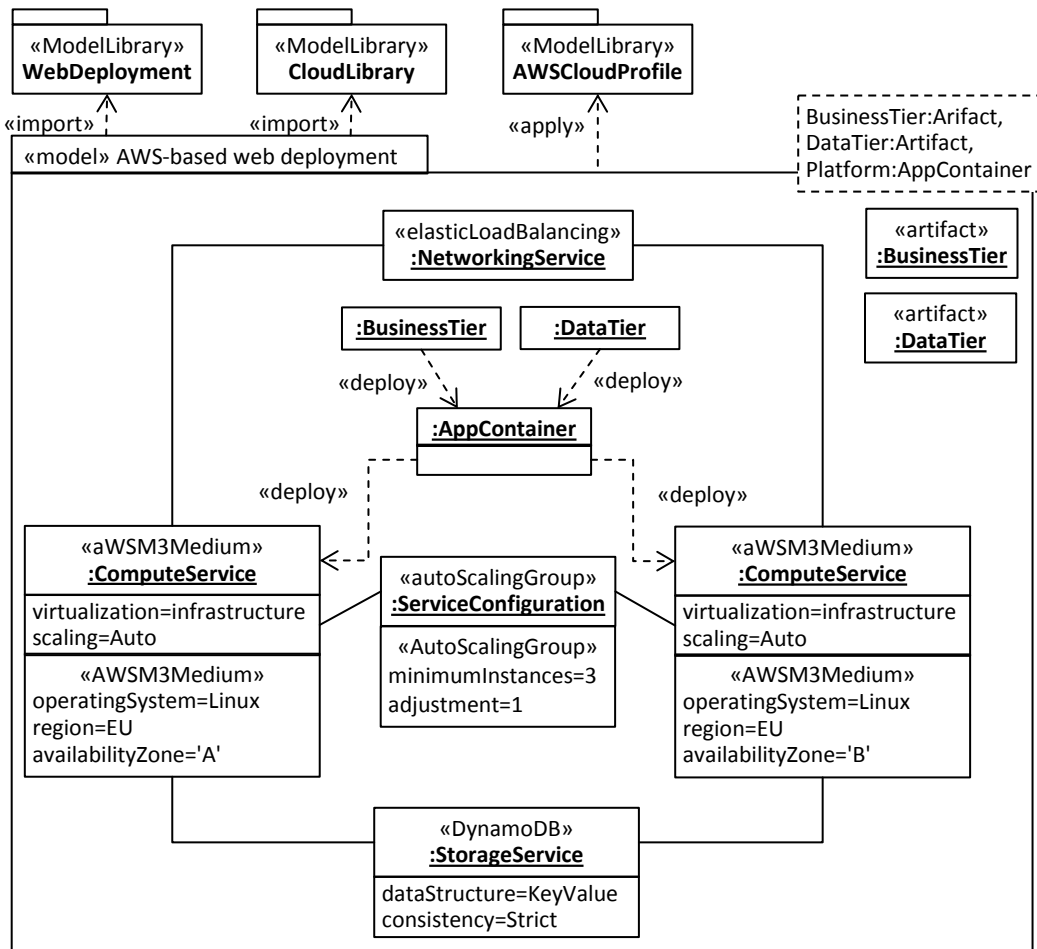 «ModelLibrary»
WebDeployment
«ModelLibrary»
CloudLibrary
«ModelLibrary»
AWSCloudProfile
«import»
«import»
«apply»
BusinessTier:Arifact,
DataTier:Artifact,
Platform:AppContainer
«model» AWS-based web deployment
«elasticLoadBalancing»
:NetworkingService
«artifact»
:BusinessTier
«artifact»
:DataTier
:BusinessTier
:DataTier
«deploy»
«deploy»
:AppContainer
«deploy»
«deploy»
«aWSM3Medium»
:ComputeService
virtualization=infrastructure
scaling=Auto
«AWSM3Medium»
operatingSystem=Linux
region=EU
availabilityZone='A'
«autoScalingGroup»
:ServiceConfiguration
«AutoScalingGroup»
minimumInstances=3
adjustment=1
«aWSM3Medium»
:ComputeService
virtualization=infrastructure
scaling=Auto
«AWSM3Medium»
operatingSystem=Linux
region=EU
availabilityZone='B'
«DynamoDB»
:StorageService
dataStructure=KeyValue
consistency=Strict